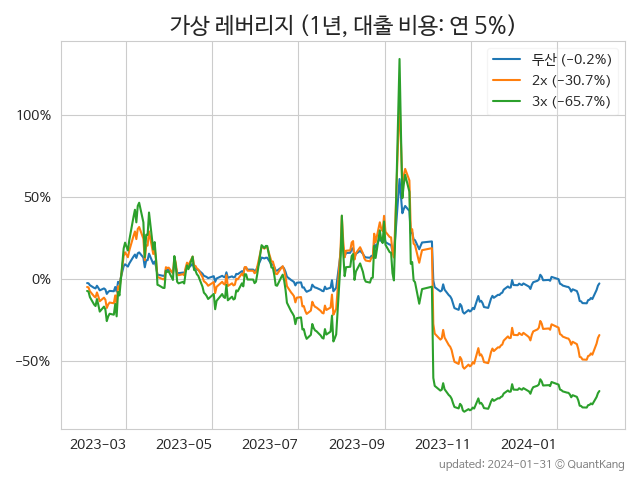 가상 레버리지 (1년, 대출 비용: 연 5%)
두산 (−0.2%)
2x (−30.7%)
3x (−65.7%)
100%
50%
0%
−50%
2023-03 2023-05 2023-07 2023-09 2023-11 2024-01
updated: 2024-01-31 © QuantKang